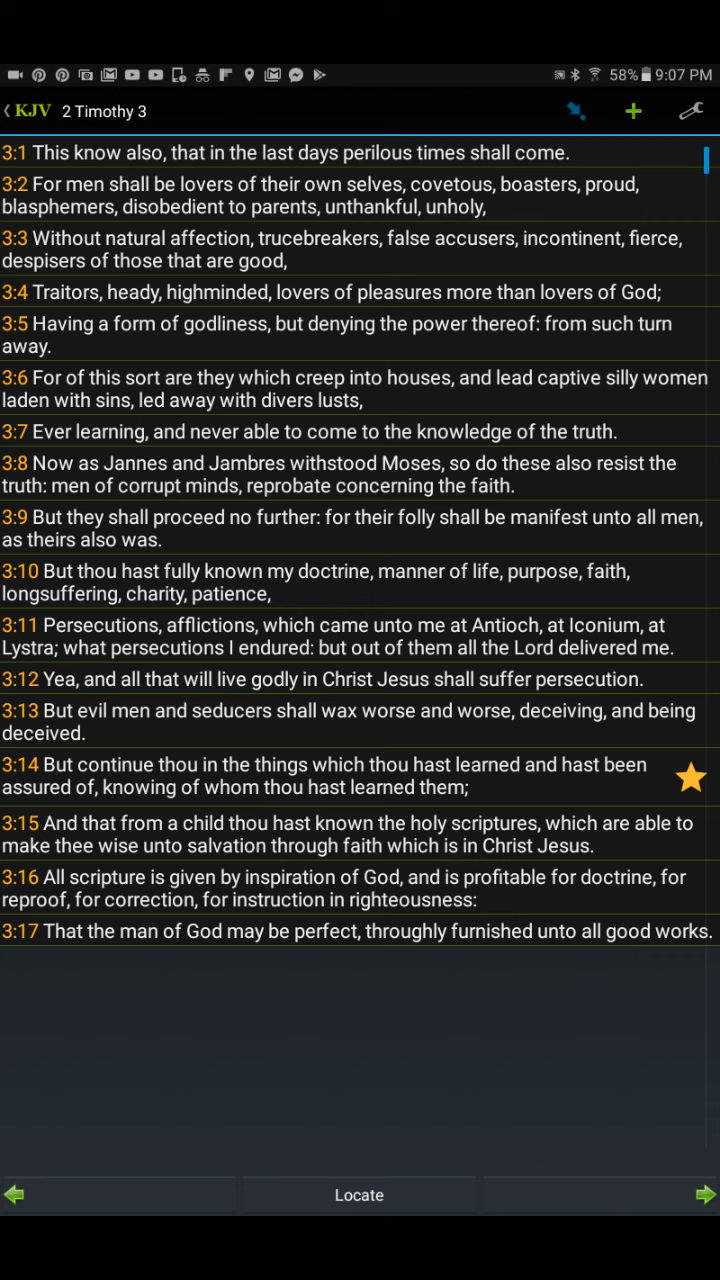 58% 9:07 PM
KJV 2 Timothy 3
3:1 This know also, that in the last days perilous times shall come.
3:2 For men shall be lovers of their own selves, covetous, boasters, proud,
blasphemers, disobedient to parents, unthankful, unholy,
3:3 Without natural affection, trucebreakers, false accusers, incontinent, fierce,
despisers of those that are good,
3:4 Traitors, heady, highminded, lovers of pleasures more than lovers of God;
3:5 Having a form of godliness, but denying the power thereof: from such turn
away.
3:6 For of this sort are they which creep into houses, and lead captive silly women
laden with sins, led away with divers lusts,
3:7 Ever learning, and never able to come to the knowledge of the truth.
3:8 Now as Jannes and Jambres withstood Moses, so do these also resist the
truth: men of corrupt minds, reprobate concerning the faith.
3:9 But they shall proceed no further: for their folly shall be manifest unto all men,
as theirs also was.
3:10 But thou hast fully known my doctrine, manner of life, purpose, faith,
longsuffering, charity, patience,
3:11 Persecutions, afflictions, which came unto me at Antioch, at Iconium, at
Lystra; what persecutions I endured: but out of them all the Lord delivered me.
3:12 Yea, and all that will live godly in Christ Jesus shall suffer persecution.
3:13 But evil men and seducers shall wax worse and worse, deceiving, and being
deceived.
3:14 But continue thou in the things which thou hast learned and hast been
assured of, knowing of whom thou hast learned them;
3:15 And that from a child thou hast known the holy scriptures, which are able to
make thee wise unto salvation through faith which is in Christ Jesus.
3:16 All scripture is given by inspiration of God, and is profitable for doctrine, for
reproof, for correction, for instruction in righteousness:
3:17 That the man of God may be perfect, throughly furnished unto all good works.
Locate